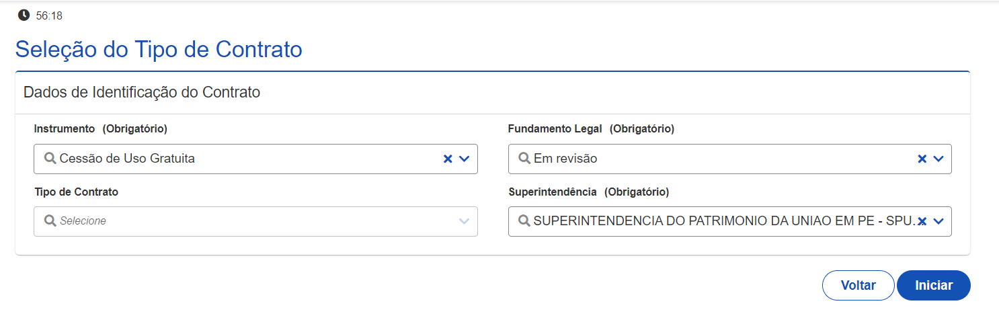 56:18
Seleção do Tipo de Contrato
Dados de Identificação do Contrato
Instrumento (Obrigatório)
Fundamento Legal (Obrigatório)
Cessão de Uso Gratuita
Em revisão
Tipo de Contrato
Superintendência (Obrigatório)
Selecione
SUPERINTENDENCIA DO PATRIMONIO DA UNIAO EM PE - SPU...
Voltar
Iniciar